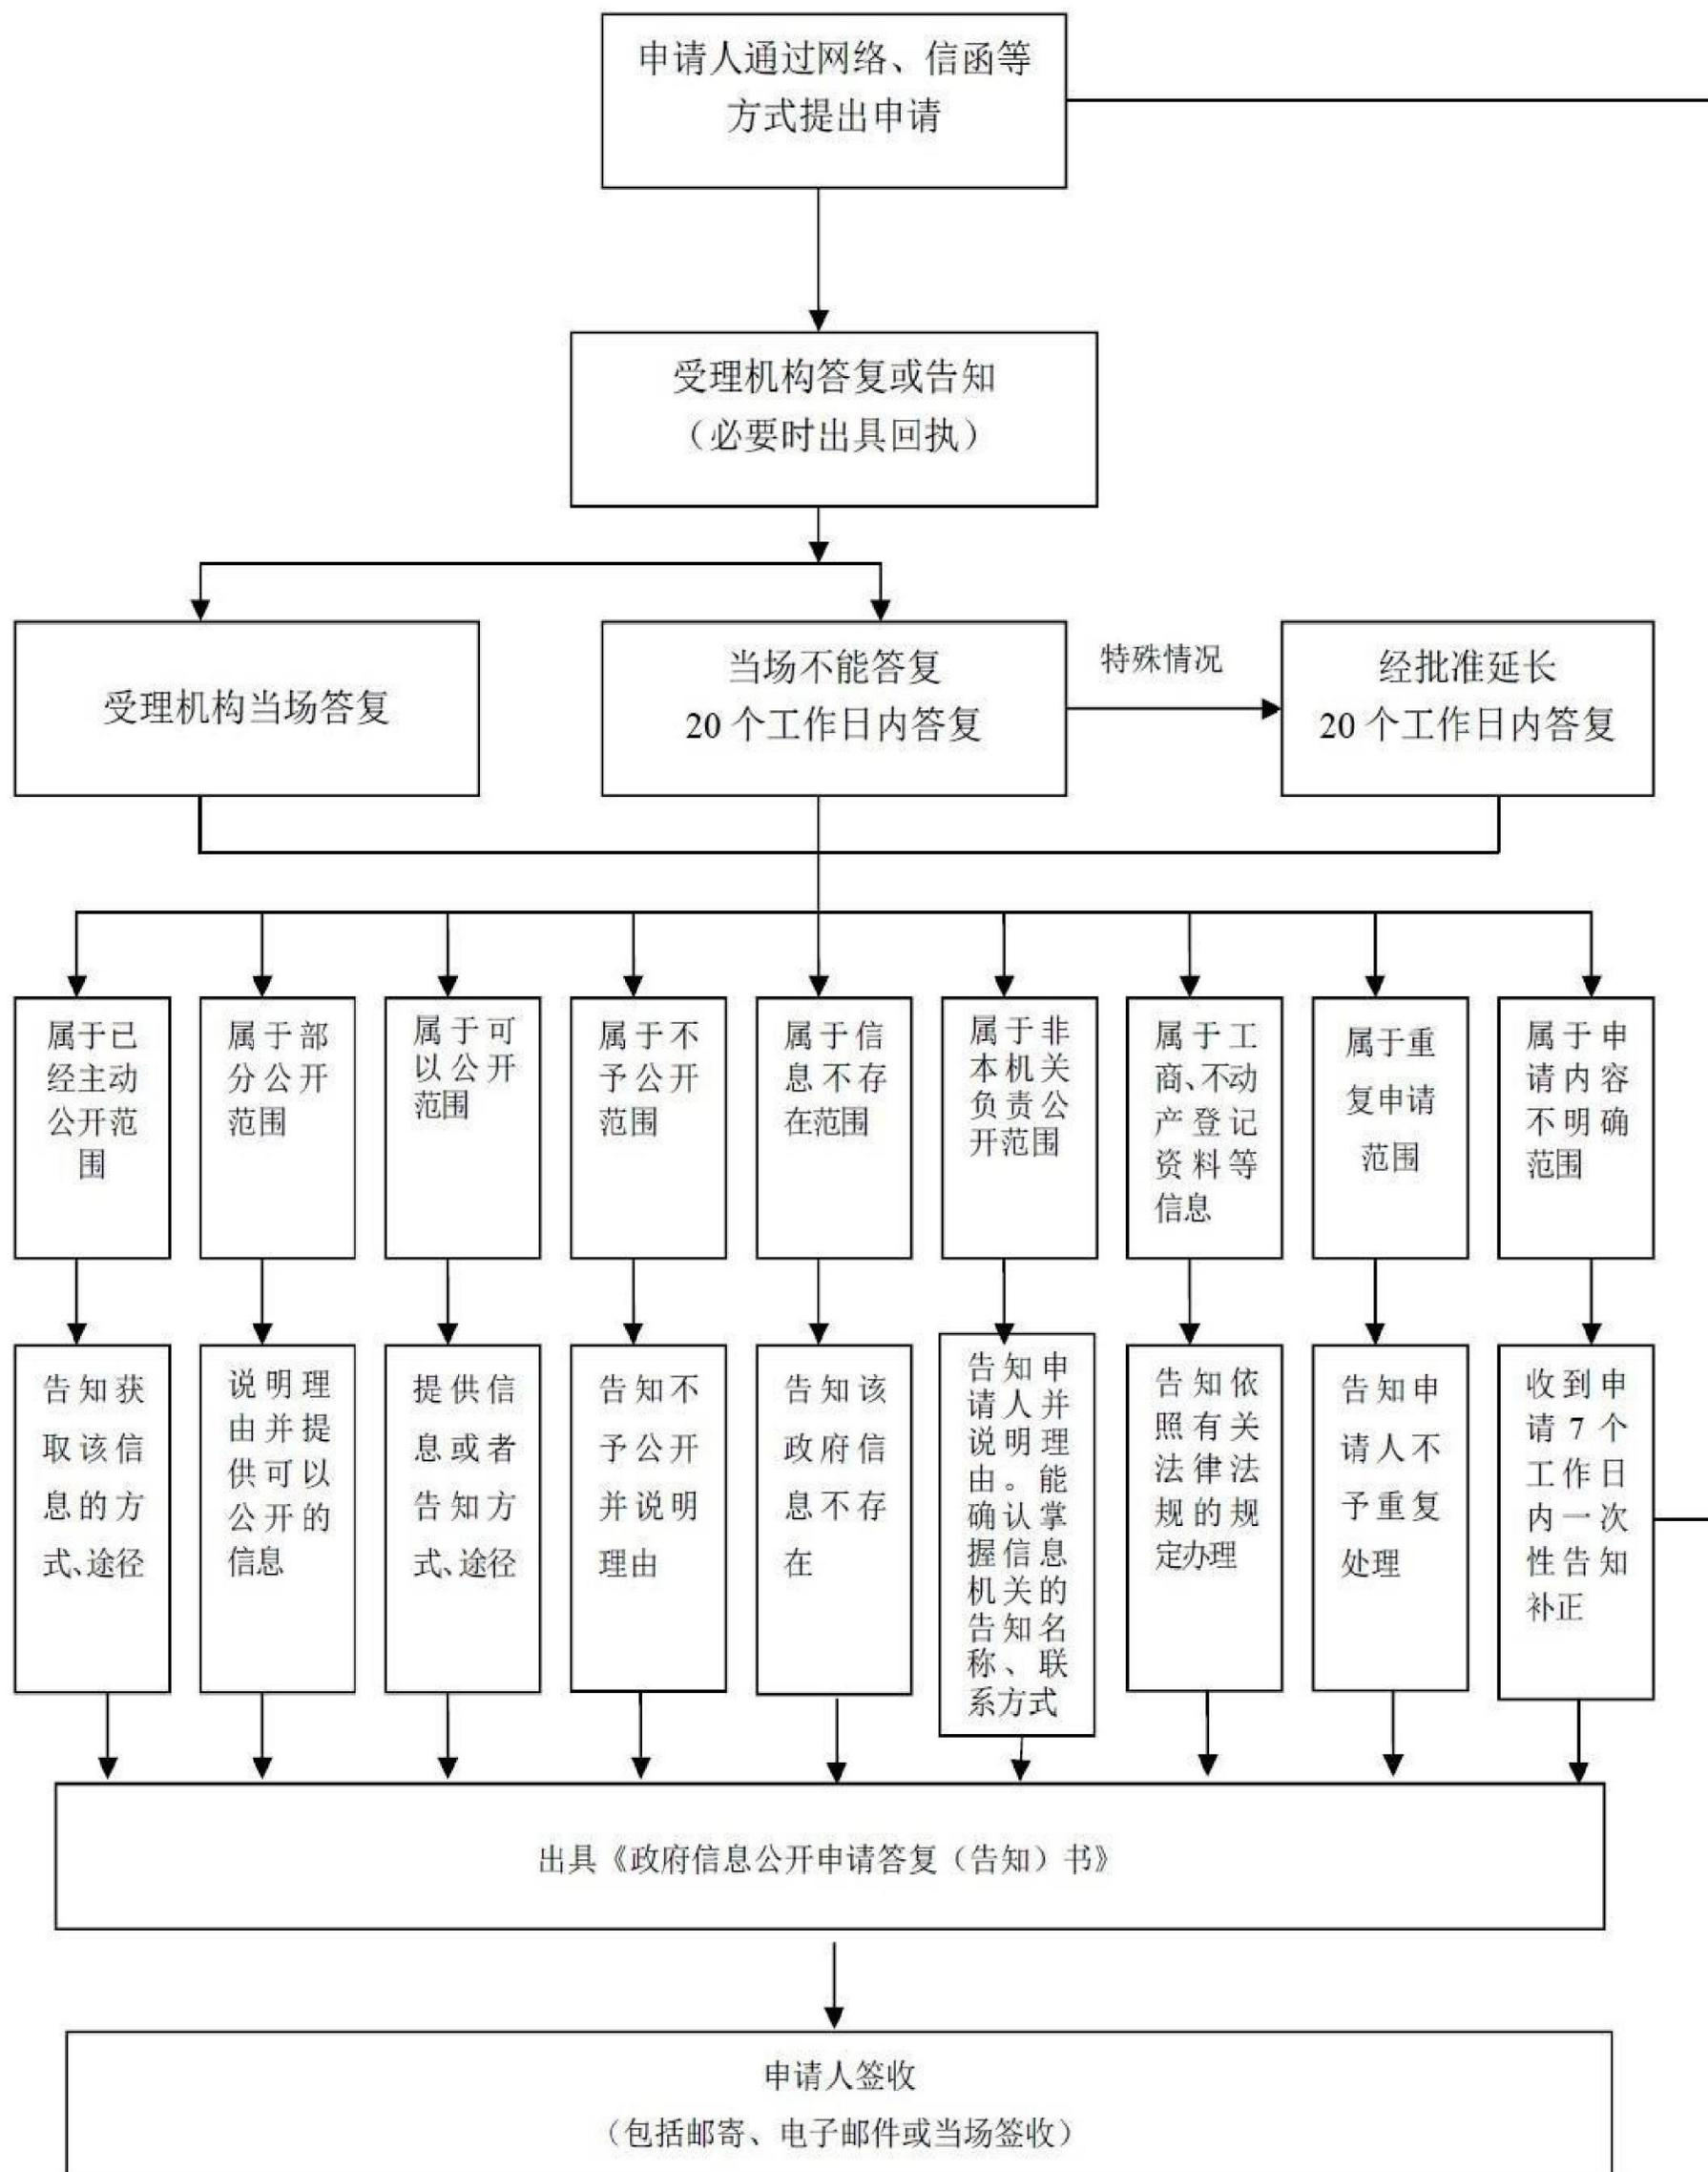 申请人通过网络、信函等
方式提出申请
受理机构答复或告知
（必要时出具回执）
受理机构当场答复
当场不能答复
20 个工作日内答复
特殊情况
经批准延长
20 个工作日内答复
属于已
经主动
公开范
围
属于部
分公开
范围
属于可
以公开
范围
属于不
予公开
范围
属于信
息不存
在范围
属于非
本机关
负责公
开范围
属于工
商、不动
产登记
资料等
信息
属于重
复申请
范围
属于申
请内容
不明确
范围
告知获
取该信
息的方
式、途径
说明理
由并提
供可以
公开的
信息
提供信
息或者
告知方
式、途径
告知不
予公开
并说明
理由
告知该
政府信
息不存
在
告知申
请人并
说明理
由。能
确认掌
握信息
机关的
告知名
称、联
系方式
告知依
照有关
法律法
规的规
定办理
告知申
请人不
予重复
处理
收到申
请 7 个
工作日
内一次
性告知
补正
出具《政府信息公开申请答复（告知）书》
申请人签收
（包括邮寄、电子邮件或当场签收）